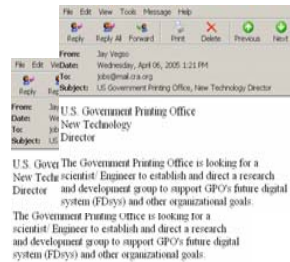 File Edit View Tools Message Help
Reply Reply All Forward Print Delete Previous Next
From: Jay Vegso
Date: Wednesday, April 06, 2005 1:21 PM
To: jobs@mail.cra.org
Subject: US Government Printing Office, New Technology Director
U.S. Government Printing Office
New Technology
Director
The Government Printing Office is looking for a
scientist/ Engineer to establish and direct a research
and development group to support GPO's future digital
system (FDsys) and other organizational goals.
File Edit
Reply
From: Ja
Date: We
To: job
Subject: US
U.S. Gover
New Techn
Director
The Government Printing Office is looking for a
scientist/ Engineer to establish and direct a research
and development group to support GPO's future digital
system (FDsys) and other organizational goals.